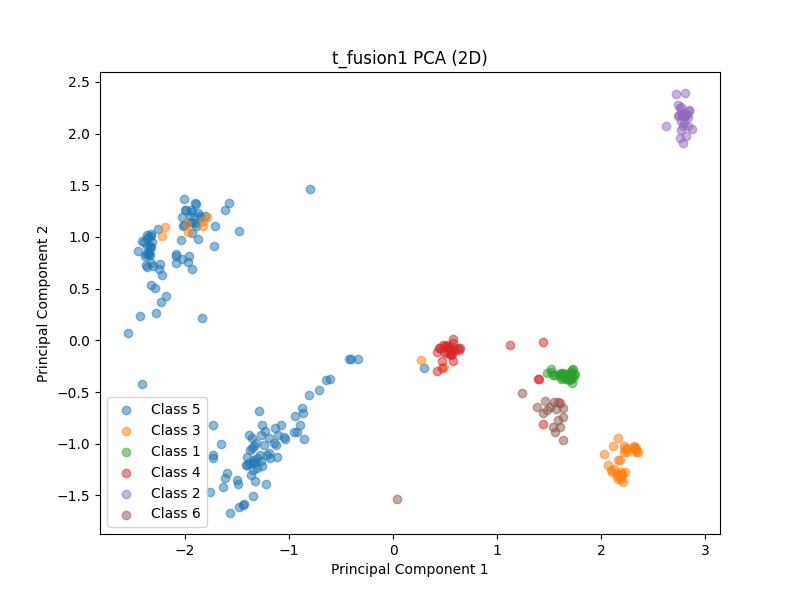 t_fusion1 PCA (2D)
2.5
2.0
1.5
1.0
0.5
0.0
−0.5
−1.0
−1.5
Principal Component 2
Class 5
Class 3
Class 1
Class 4
Class 2
Class 6
−2
−1
0
1
2
3
Principal Component 1